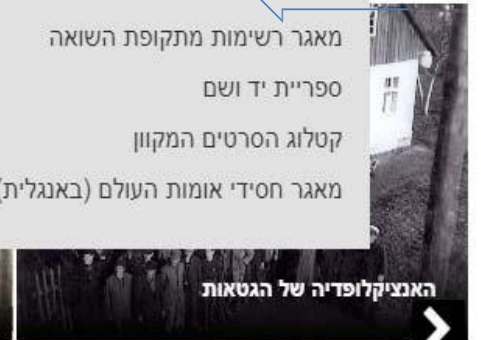 מאגר רשימות מתקופת השואה
ספריית יד ושם
קטלוג הסרטים המקוון
מאגר חסידי אומות העולם (באנגלית)
האנציקלופדיה של הגטאות